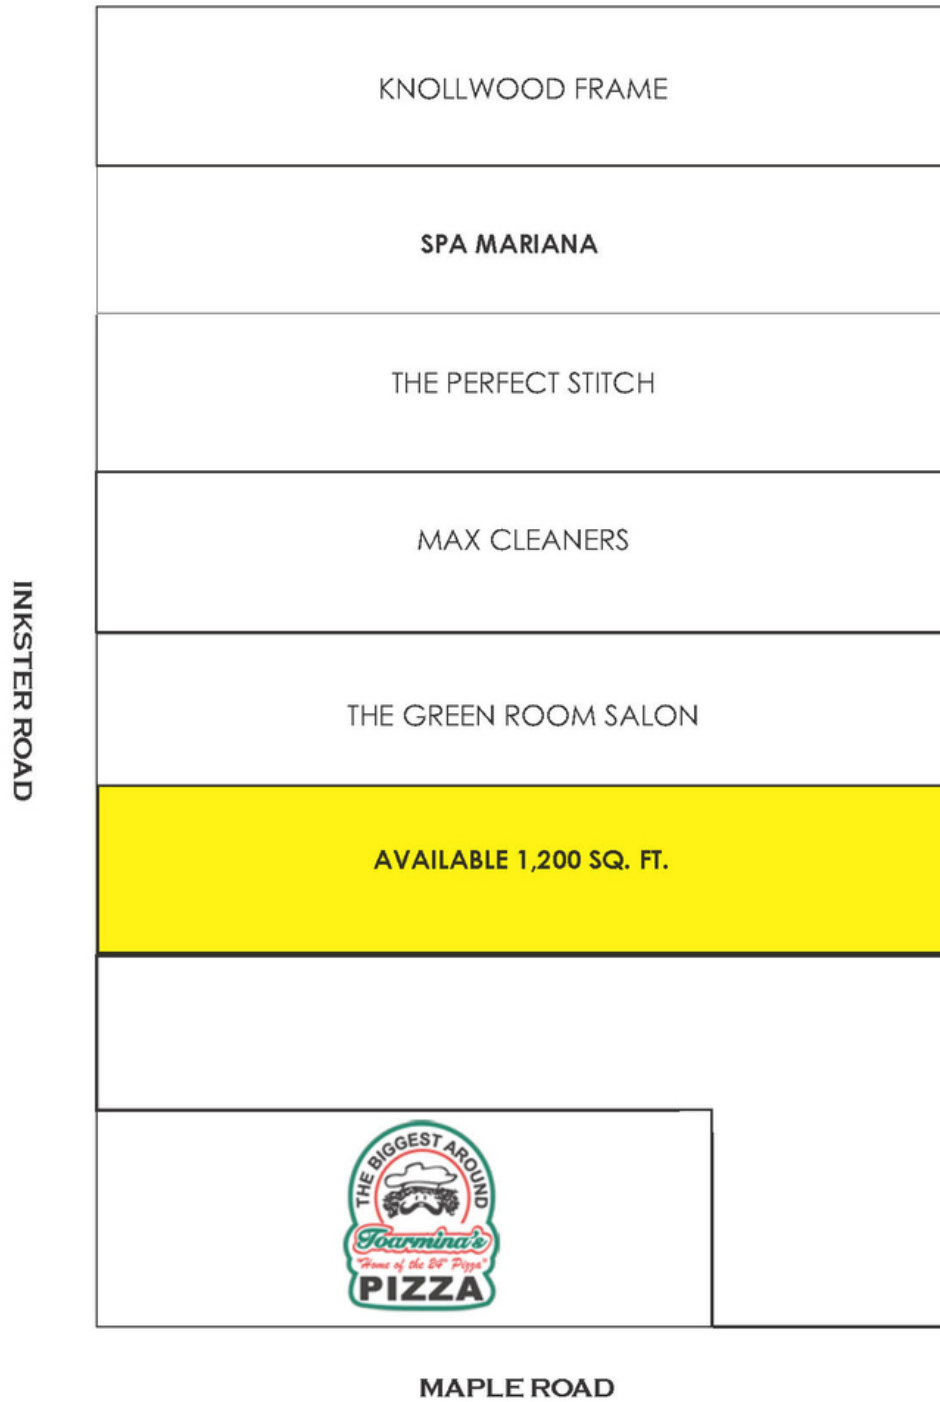 KNOLLWOOD FRAME
SPA MARIANA
THE PERFECT STITCH
MAX CLEANERS
INKSTER ROAD
THE GREEN ROOM SALON
AVAILABLE 1,200 SQ. FT.
THE BIGGEST AROUND
Toarmina's
"Home of the 24" Pizza"
PIZZA
MAPLE ROAD